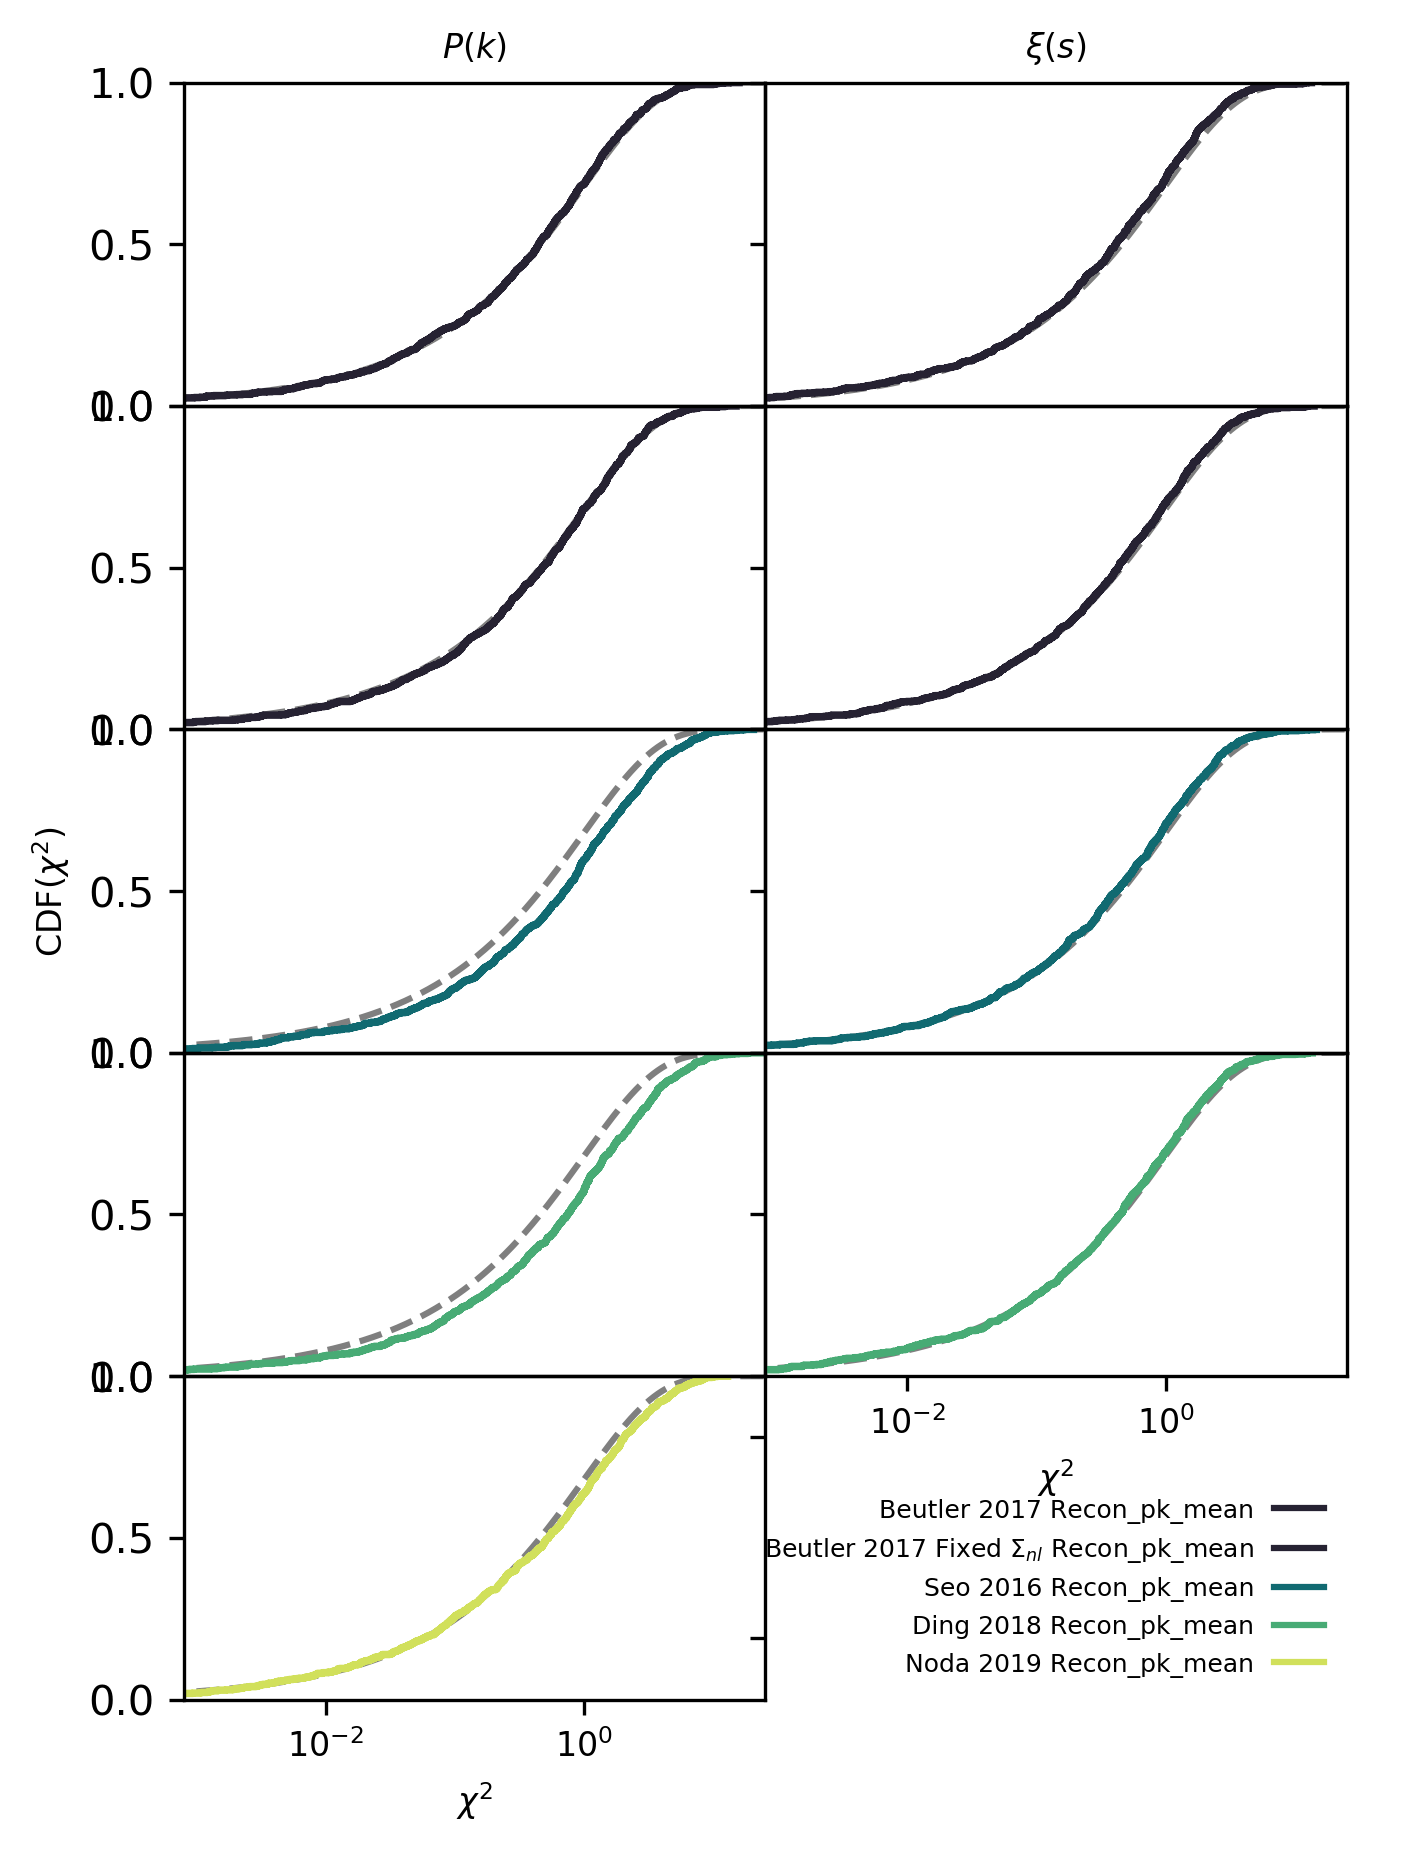 P(k) ξ(s)
1.0
0.5
0.0
1.0
0.5
0.0
1.0
CDF(χ²)
0.5
0.0
1.0
0.5
0.0
1.0
10⁻² 10⁰
χ²
Beutler 2017 Recon_pk_mean
0.5
Beutler 2017 Fixed Σₙₗ Recon_pk_mean
Seo 2016 Recon_pk_mean
Ding 2018 Recon_pk_mean
Noda 2019 Recon_pk_mean
0.0
10⁻² 10⁰
χ²